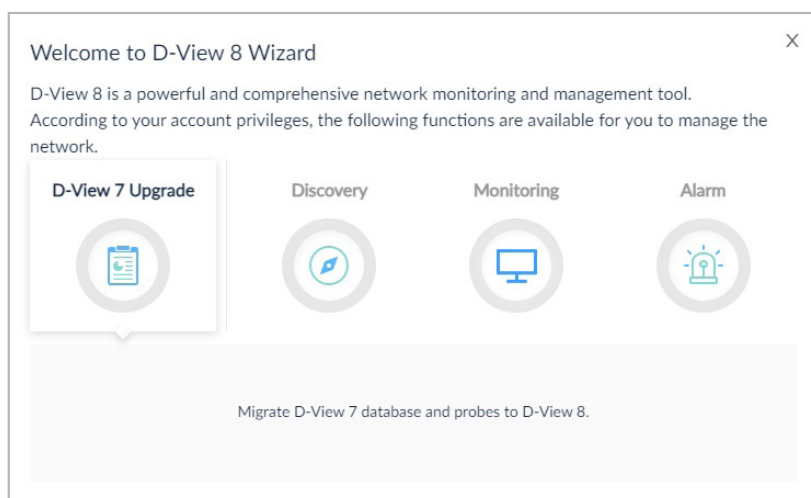 Welcome to D-View 8 Wizard
X
D-View 8 is a powerful and comprehensive network monitoring and management tool.
According to your account privileges, the following functions are available for you to manage the
network.
D-View 7 Upgrade
Discovery
Monitoring
Alarm
Migrate D-View 7 database and probes to D-View 8.